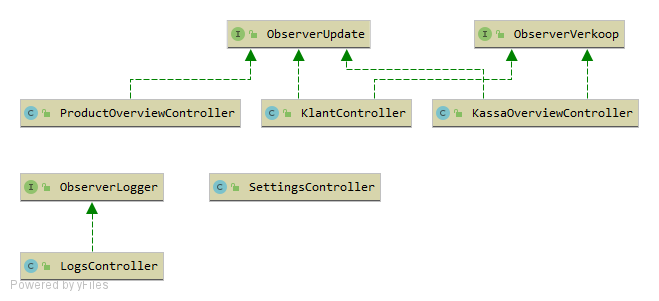 I ObserverUpdate
I ObserverVerkoop
C ProductOverviewController
C KlantController
C KassaOverviewController
I ObserverLogger
C SettingsController
C LogsController
Powered by yFiles